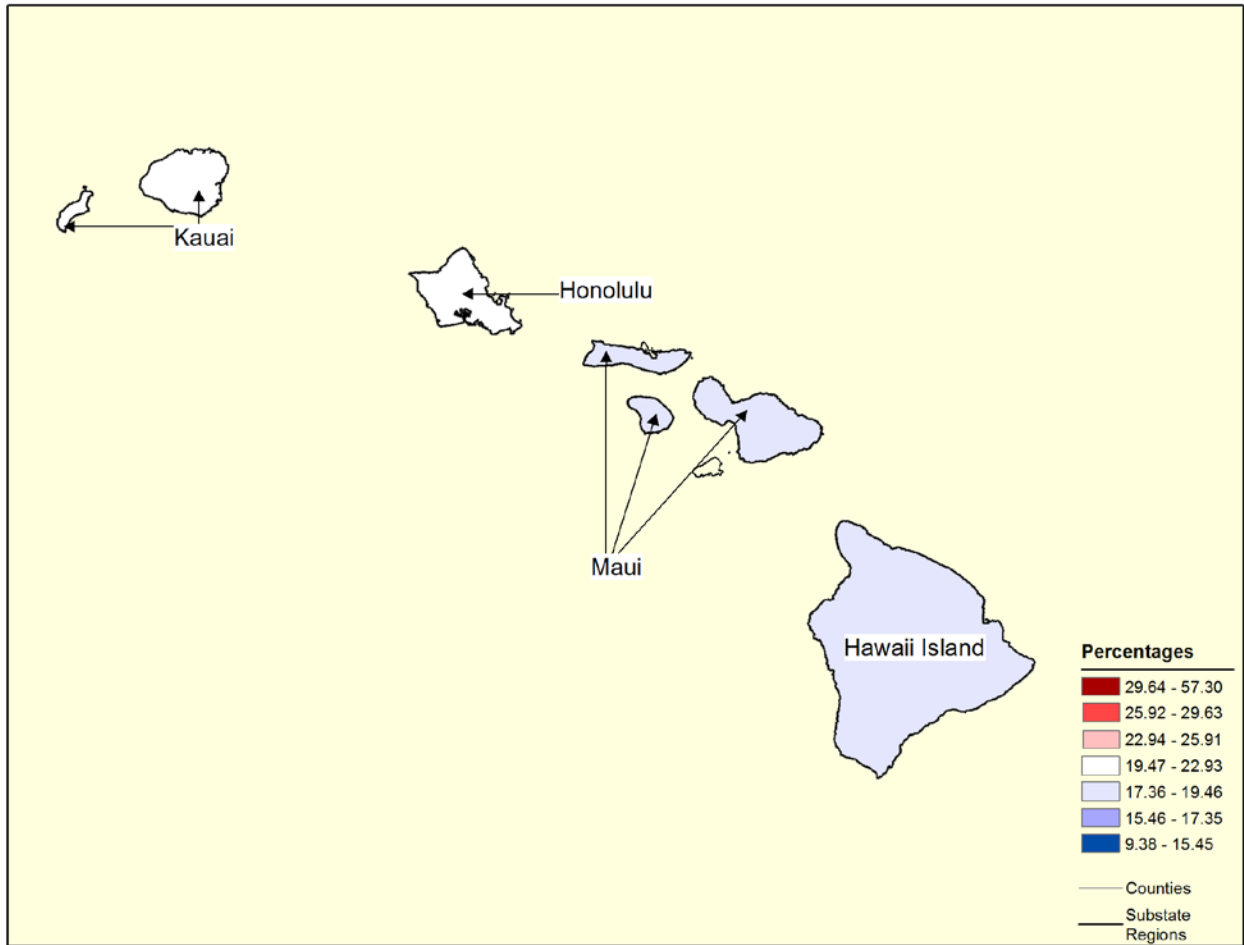 Kauai
Honolulu
Maui
Hawaii Island
Percentages
29.64 - 57.30
25.92 - 29.63
22.94 - 25.91
19.47 - 22.93
17.36 - 19.46
15.46 - 17.35
9.38 - 15.45
Counties
Substate
Regions